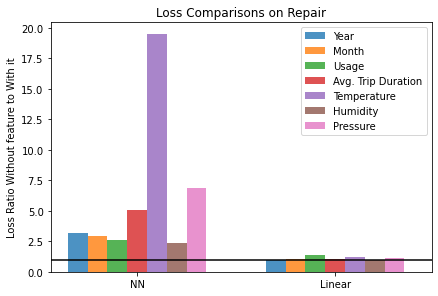 Loss Comparisons on Repair
Loss Ratio Without feature to With it
20.0
17.5
15.0
12.5
10.0
7.5
5.0
2.5
0.0
Year
Month
Usage
Avg. Trip Duration
Temperature
Humidity
Pressure
NN
Linear